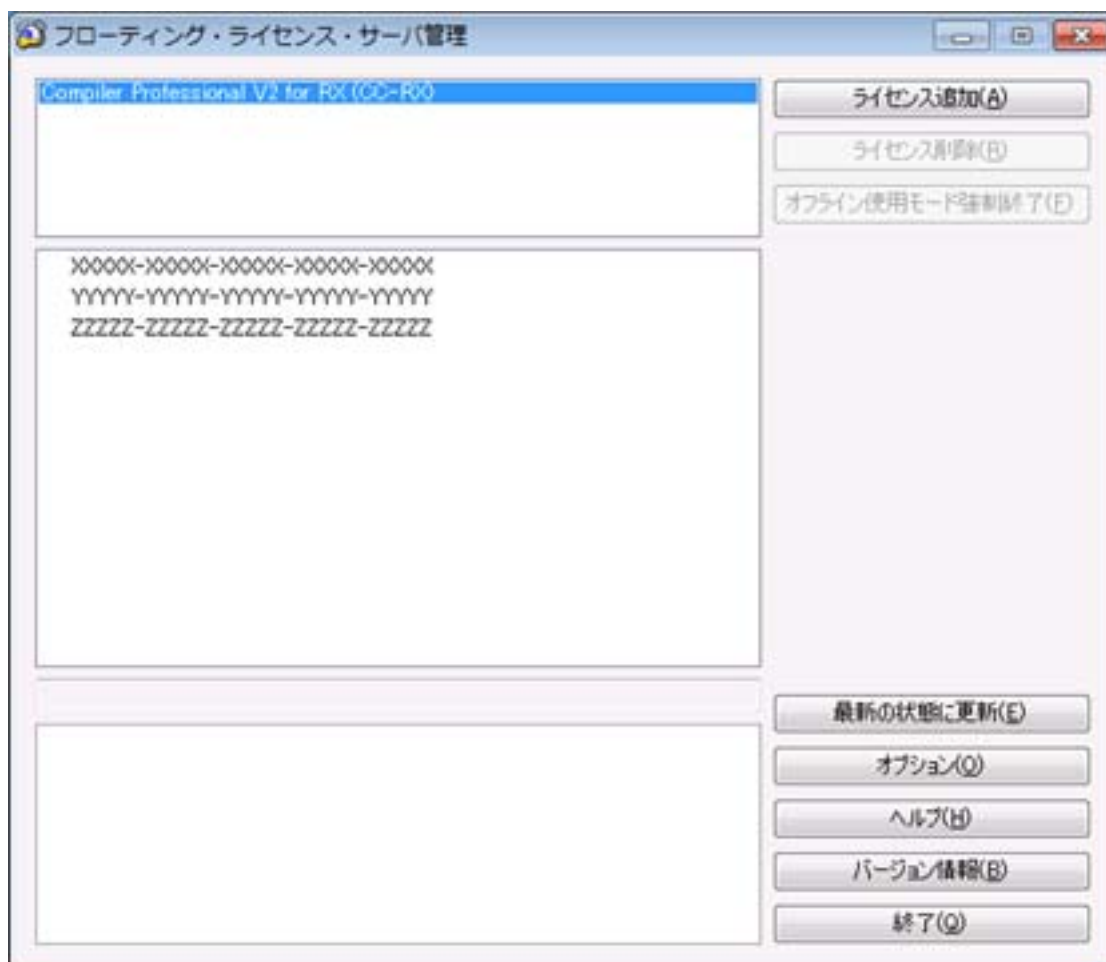 フローティング・ライセンス・サーバ管理
Compiler Professional V2 for RX (CC-RX)
ライセンス追加(A)
ライセンス削除(R)
オフライン使用モード強制終了(F)
XXXXX-XXXXX-XXXXX-XXXXX-XXXXX
YYYYY-YYYYY-YYYYY-YYYYY-YYYYY
ZZZZZ-ZZZZZ-ZZZZZ-ZZZZZ-ZZZZZ
最新の状態に更新(E)
オプション(O)
ヘルプ(H)
バージョン情報(B)
終了(Q)